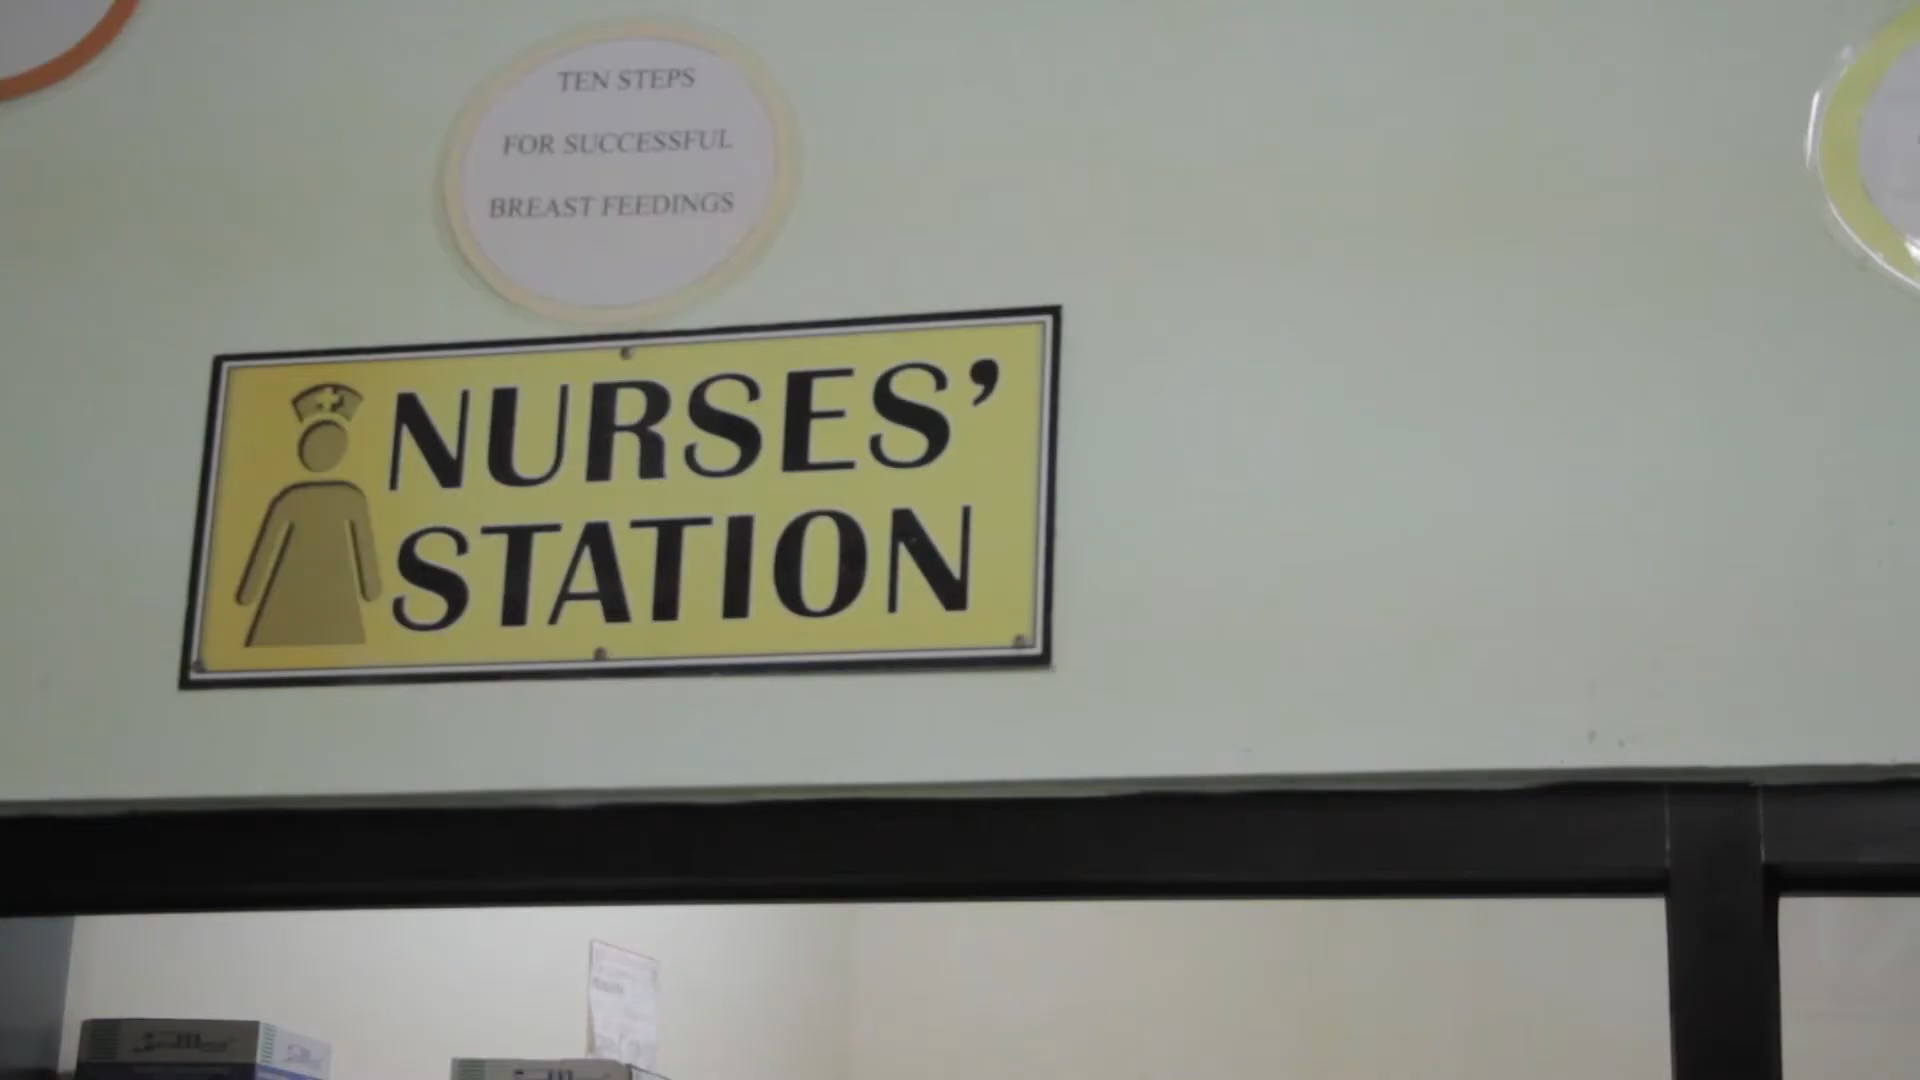 TEN STEPS
FOR SUCCESSFUL
BREAST FEEDINGS
NURSES’
STATION